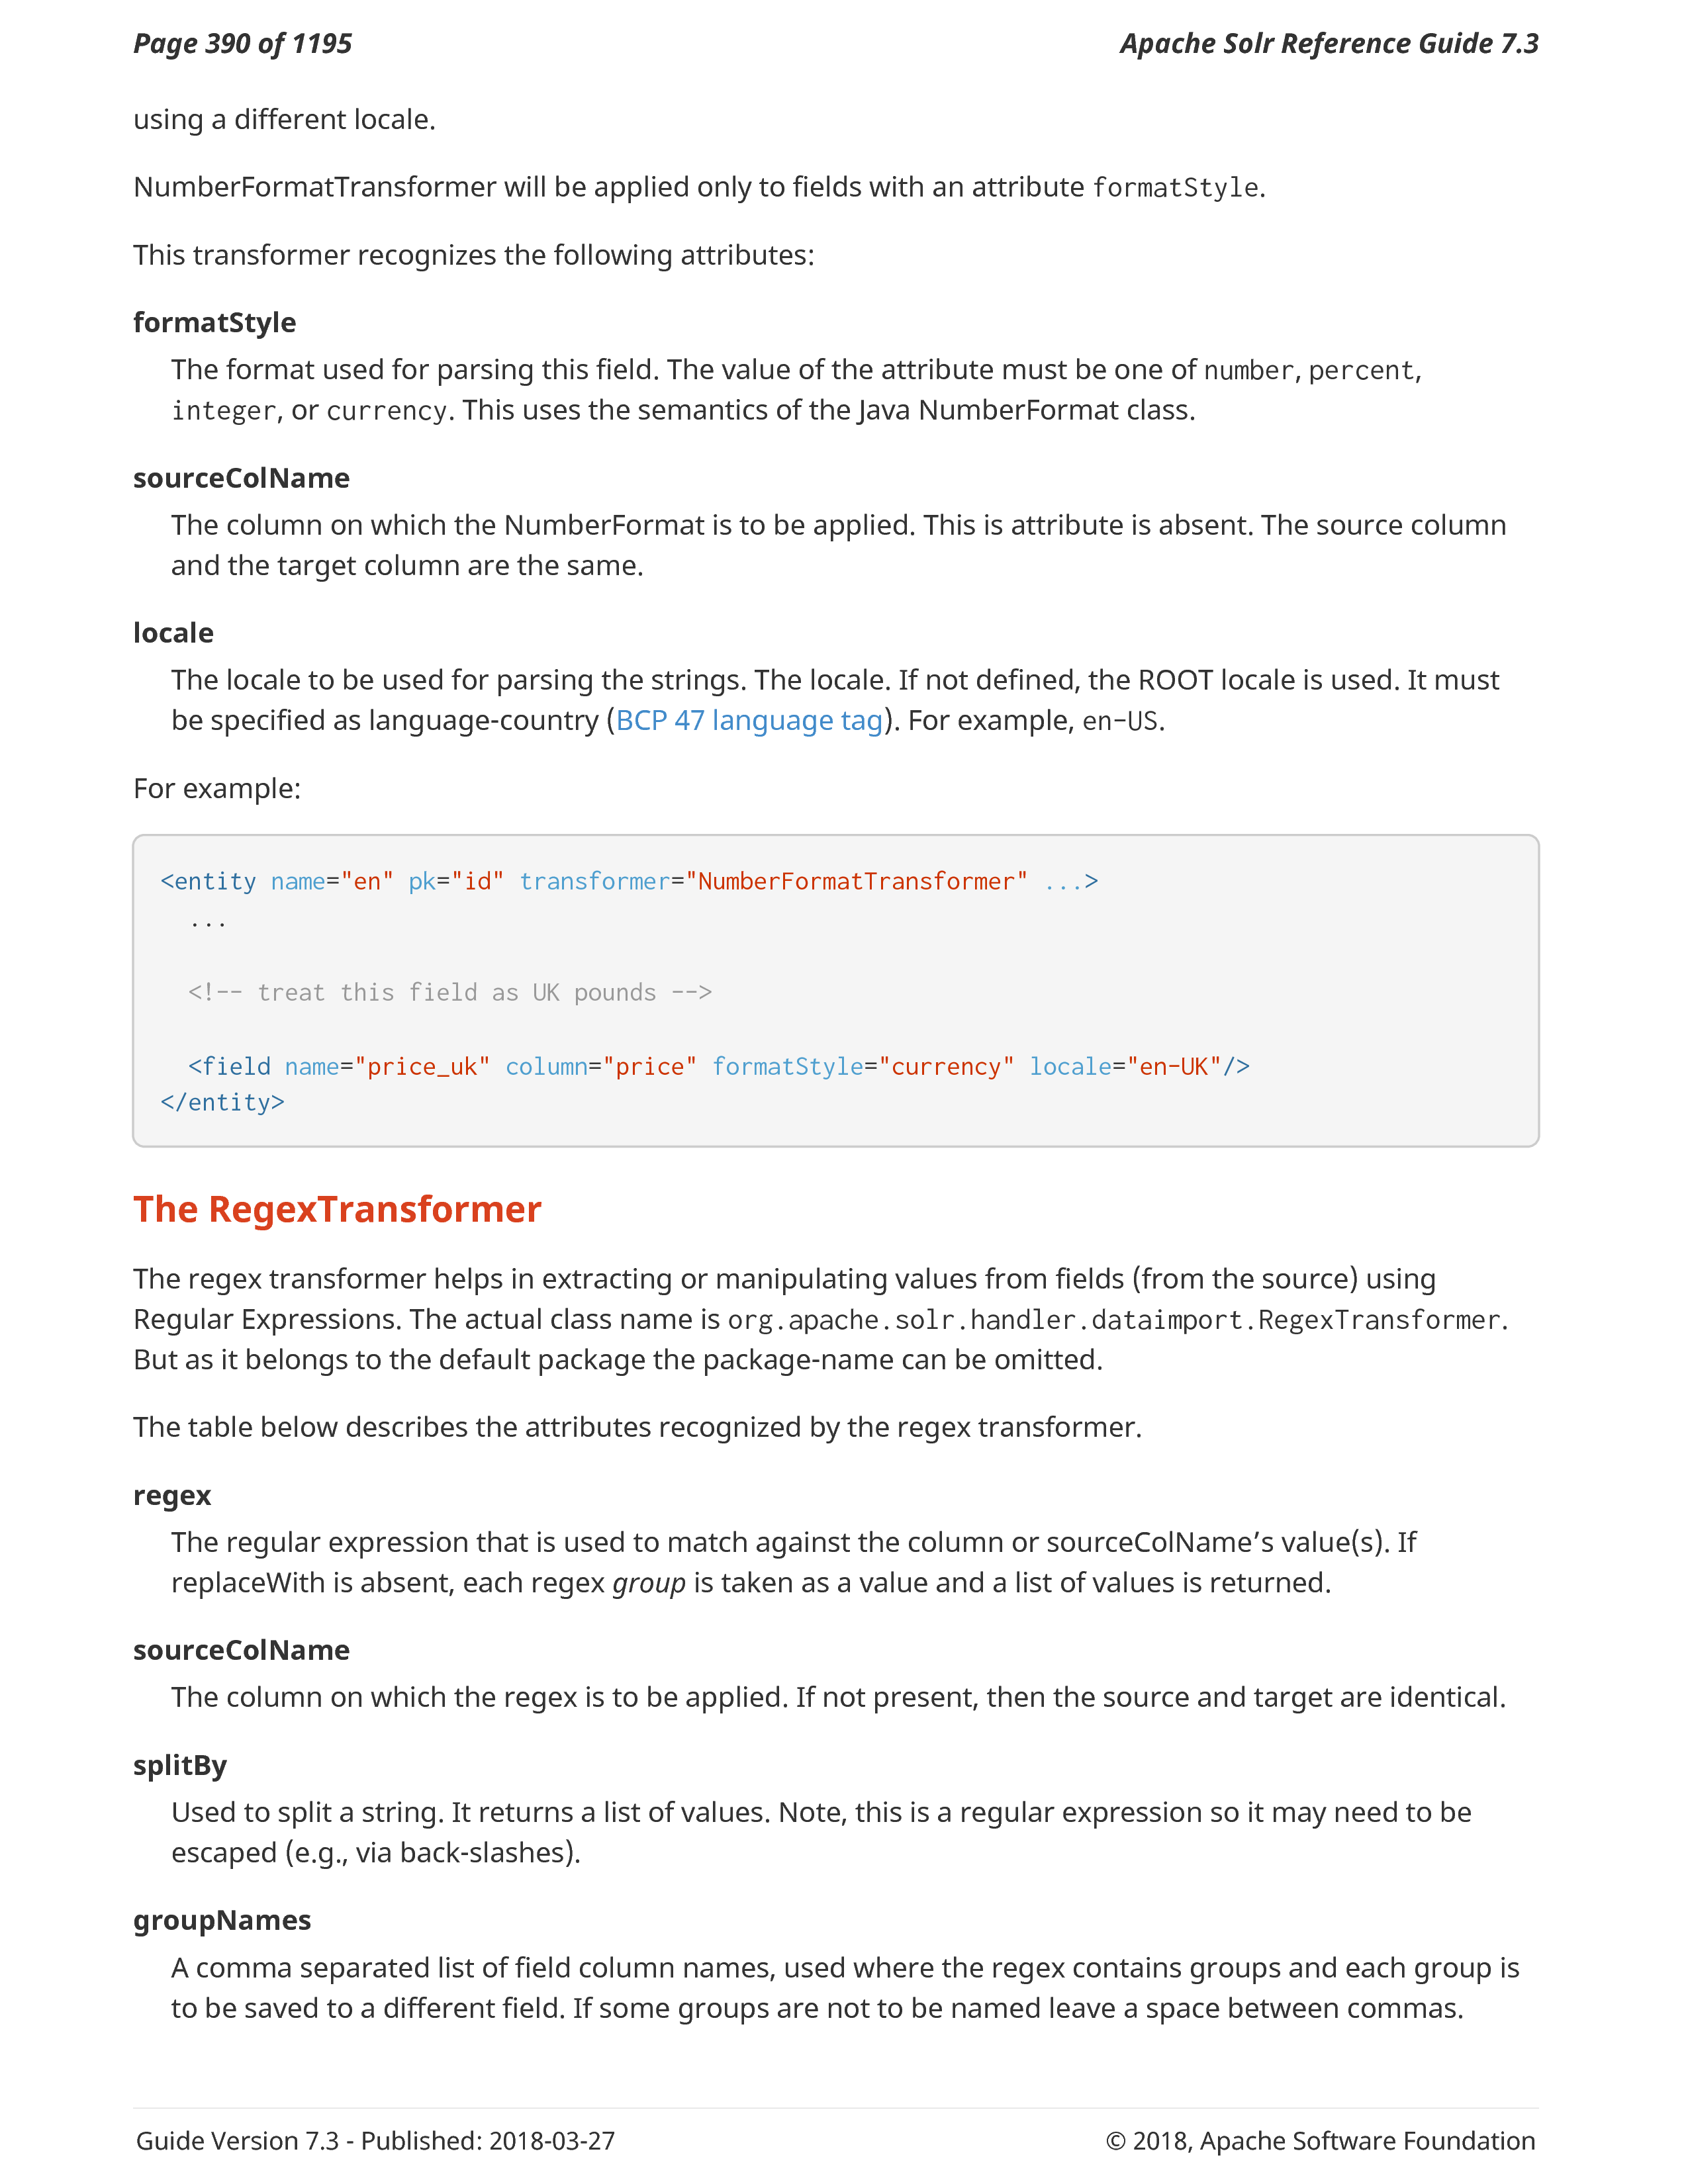 Page 390 of 1195
Apache Solr Reference Guide 7.3
using a different locale.
NumberFormatTransformer will be applied only to fields with an attribute formatStyle.
This transformer recognizes the following attributes:
formatStyle
The format used for parsing this field. The value of the attribute must be one of number, percent,
integer, or currency. This uses the semantics of the Java NumberFormat class.
sourceColName
The column on which the NumberFormat is to be applied. This is attribute is absent. The source column
and the target column are the same.
locale
The locale to be used for parsing the strings. The locale. If not defined, the ROOT locale is used. It must
be specified as language-country (BCP 47 language tag). For example, en-US.
For example:
<entity name="en" pk="id" transformer="NumberFormatTransformer" ...>
  ...
  <!-- treat this field as UK pounds -->
  <field name="price_uk" column="price" formatStyle="currency" locale="en-UK"/>
</entity>
The RegexTransformer
The regex transformer helps in extracting or manipulating values from fields (from the source) using
Regular Expressions. The actual class name is org.apache.solr.handler.dataimport.RegexTransformer.
But as it belongs to the default package the package-name can be omitted.
The table below describes the attributes recognized by the regex transformer.
regex
The regular expression that is used to match against the column or sourceColName’s value(s). If
replaceWith is absent, each regex group is taken as a value and a list of values is returned.
sourceColName
The column on which the regex is to be applied. If not present, then the source and target are identical.
splitBy
Used to split a string. It returns a list of values. Note, this is a regular expression so it may need to be
escaped (e.g., via back-slashes).
groupNames
A comma separated list of field column names, used where the regex contains groups and each group is
to be saved to a different field. If some groups are not to be named leave a space between commas.
Guide Version 7.3 - Published: 2018-03-27
© 2018, Apache Software Foundation